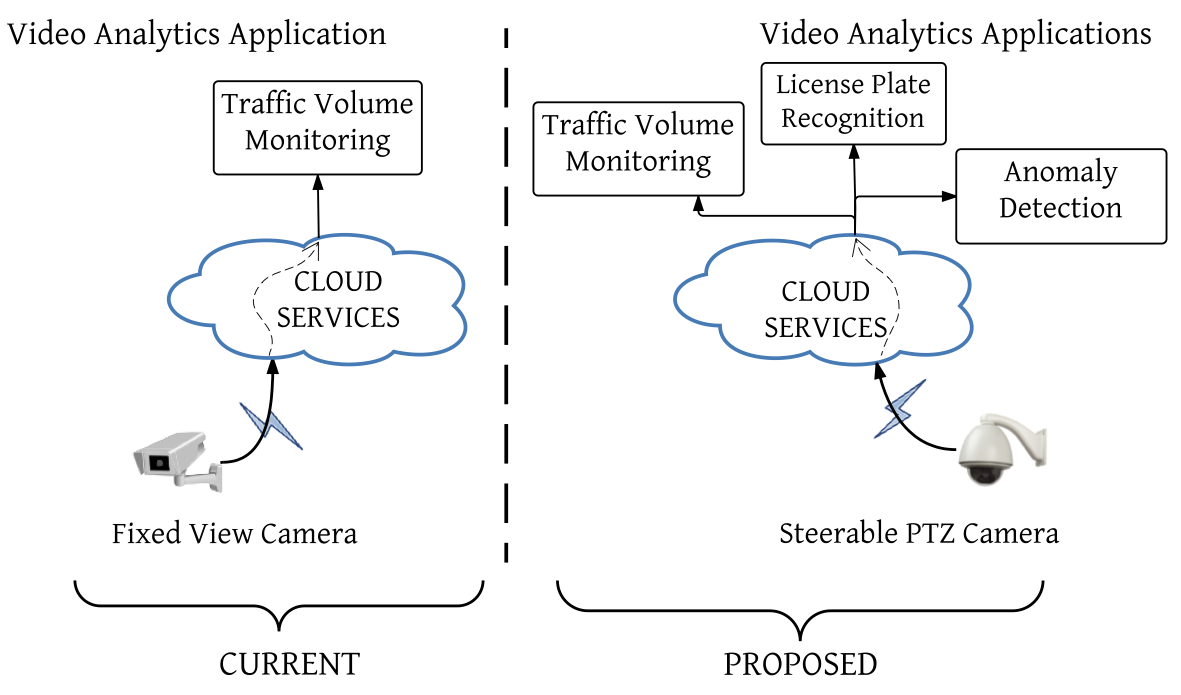 Video Analytics Application
Traffic Volume
Monitoring
CLOUD
SERVICES
Fixed View Camera
CURRENT
Video Analytics Applications
Traffic Volume
Monitoring
License Plate
Recognition
Anomaly
Detection
CLOUD
SERVICES
Steerable PTZ Camera
PROPOSED